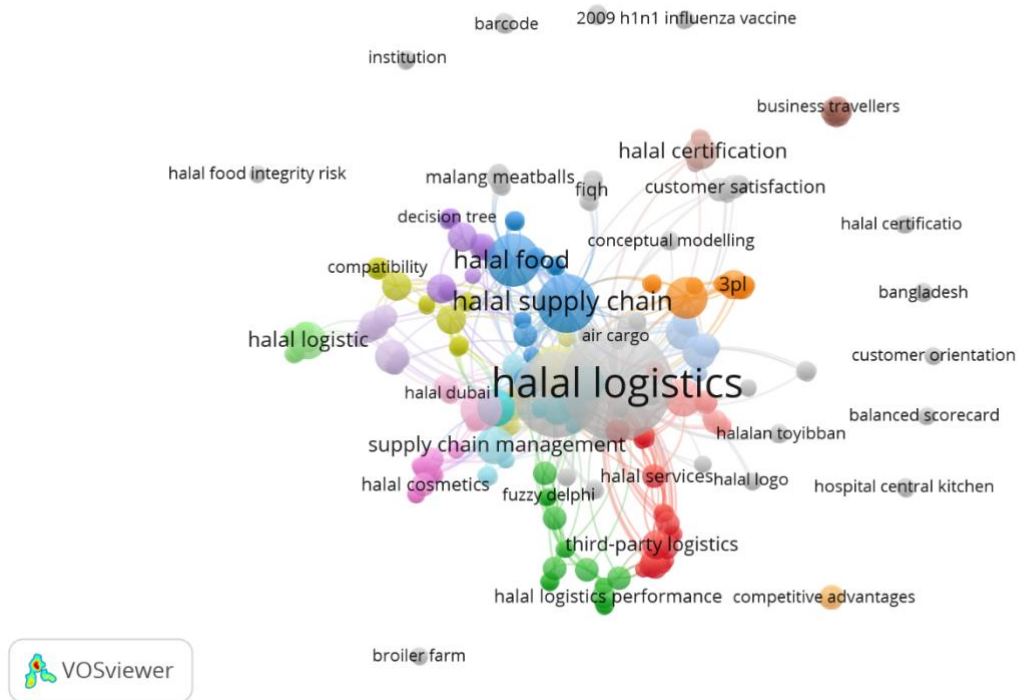 barcode
2009 h1n1 influenza vaccine
institution
business travellers
halal certification
halal food integrity risk
malang meatballs
fiqh
customer satisfaction
decision tree
halal certificatio
conceptual modelling
halal food
compatibility
3pl
bangladesh
halal supply chain
halal logistic
air cargo
customer orientation
halal logistics
halal dubai
balanced scorecard
halalan toyibban
supply chain management
halal services
halal logo
halal cosmetics
fuzzy delphi
hospital central kitchen
third-party logistics
halal logistics performance
competitive advantages
broiler farm
VOSviewer